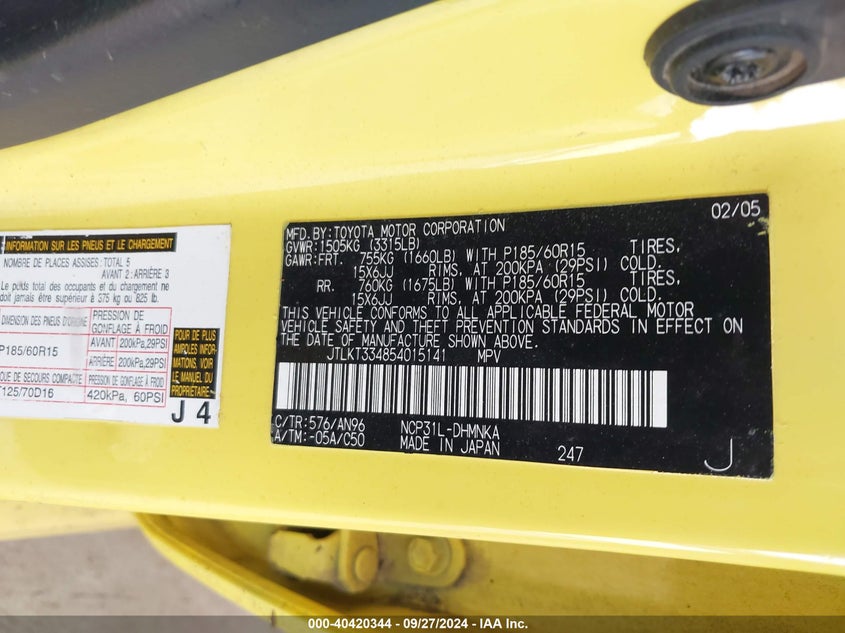 INFORMATION SUR LES PNEUS ET LE CHARGEMENT
NOMBRE DE PLACES ASSISES: TOTAL 5
AVANT 2: ARRIÈRE 3
Le poids total des occupants et du chargement ne
doit jamais être supérieur à 375 kg ou 825 lb.
DIMENSION DES PNEUS D'ORIGINE
PRESSION DE
GONFLAGE À FROID
P185/60R15
AVANT 200kPa,29PSI
ARRIÈRE 200kPa,29PSI
DE SECOURS COMPACTE
PRESSION DE GONFLAGE À FROID
T125/70D16
420kPa, 60PSI
POUR DE PLUS
AMPLES
INFORMATIONS,
VOIR LE
MANUEL DU
PROPRIÉTAIRE.
J 4
02/05
MFD.BY:TOYOTA MOTOR CORPORATION
GVWR:1505KG (3315LB)
GAWR:FRT. 755KG (1660LB) WITH P185/60R15 TIRES,
15X6JJ RIMS, AT 200KPA (29PSI) COLD.
RR. 760KG (1675LB) WITH P185/60R15 TIRES,
15X6JJ RIMS, AT 200KPA (29PSI) COLD.
THIS VEHICLE CONFORMS TO ALL APPLICABLE FEDERAL MOTOR
VEHICLE SAFETY AND THEFT PREVENTION STANDARDS IN EFFECT ON
THE DATE OF MANUFACTURE SHOWN ABOVE.
JTLKT334854015141 MPV
C/TR:576/AN96 NCP31L-DHMNKA
A/TM:-05A/C50 MADE IN JAPAN 247
J
000-40420344 - 09/27/2024 - IAA Inc.